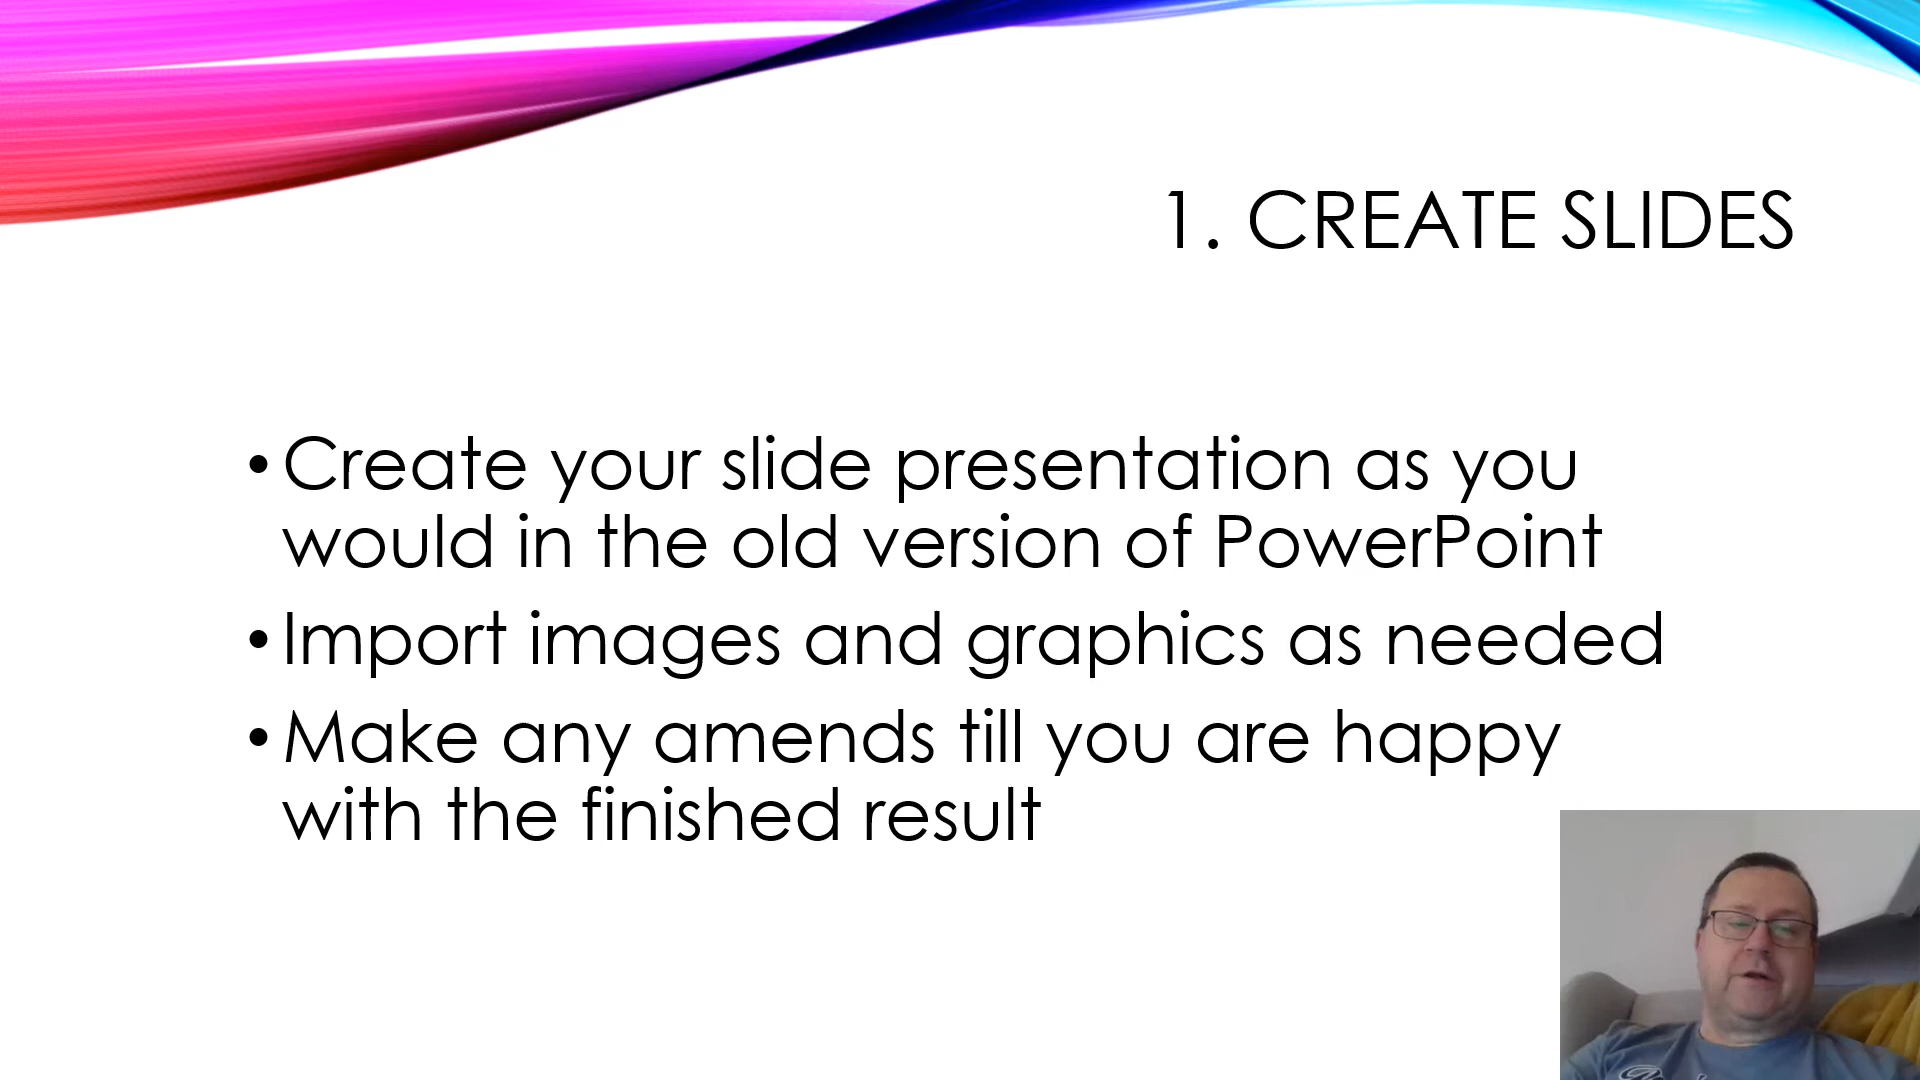 1. CREATE SLIDES
• Create your slide presentation as you
would in the old version of PowerPoint
• Import images and graphics as needed
• Make any amends till you are happy
with the finished result